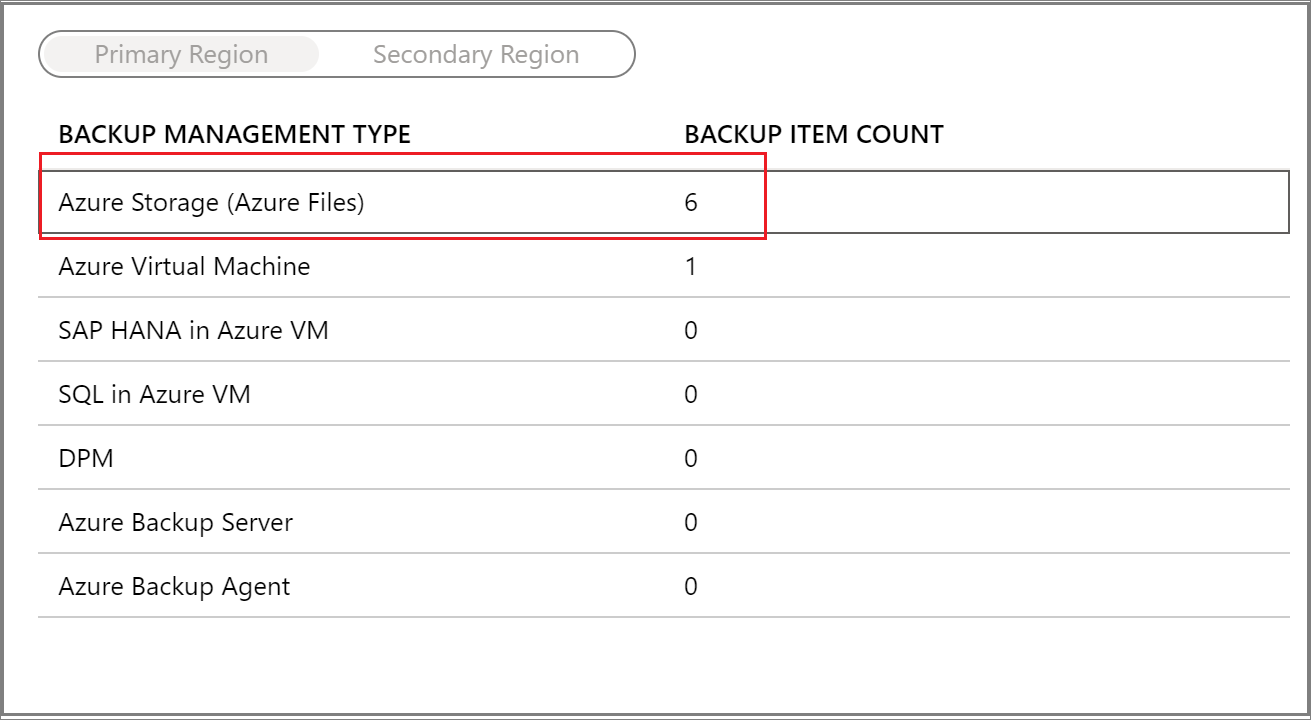 Primary Region Secondary Region
BACKUP MANAGEMENT TYPE BACKUP ITEM COUNT
Azure Storage (Azure Files) 6
Azure Virtual Machine 1
SAP HANA in Azure VM 0
SQL in Azure VM 0
DPM 0
Azure Backup Server 0
Azure Backup Agent 0